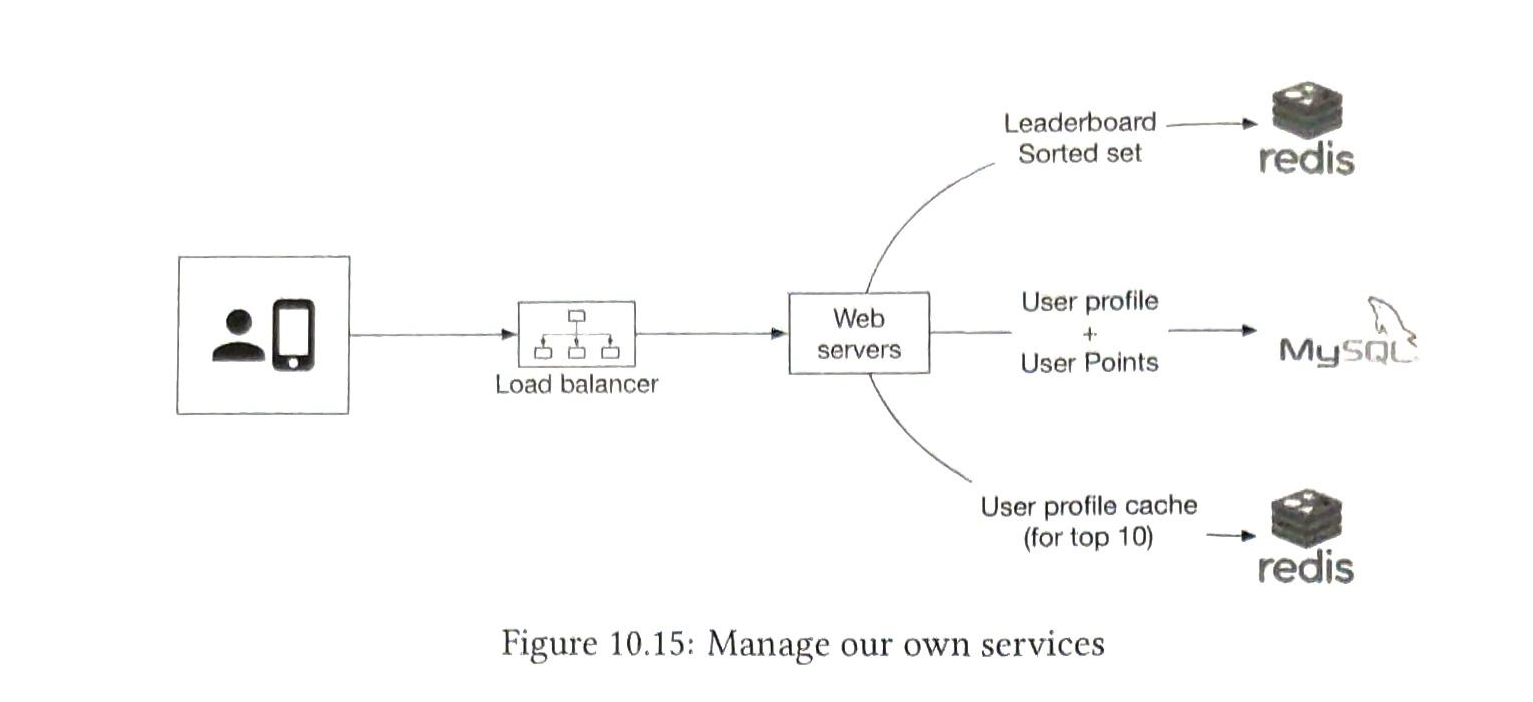 Leaderboard
Sorted set
redis
Web
servers
User profile
+
User Points
MySQL
Load balancer
User profile cache
(for top 10)
redis
Figure 10.15: Manage our own services